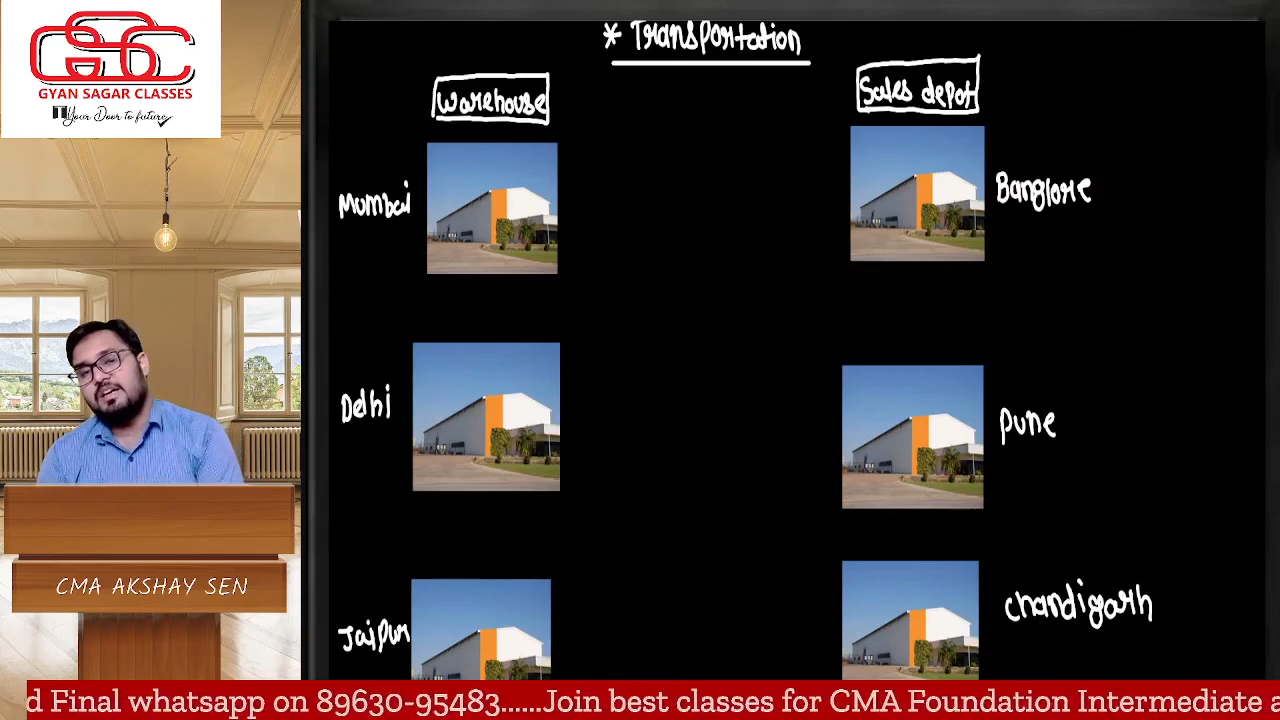 GSC
GYAN SAGAR CLASSES
Your Door to future
* Transportation
Warehouse
Sales depot
Mumbai
Banglore
Delhi
Pune
Jaipur
Chandigarh
CMA AKSHAY SEN
d Final whatsapp on 89630-95483......Join best classes for CMA Foundation Intermediate a